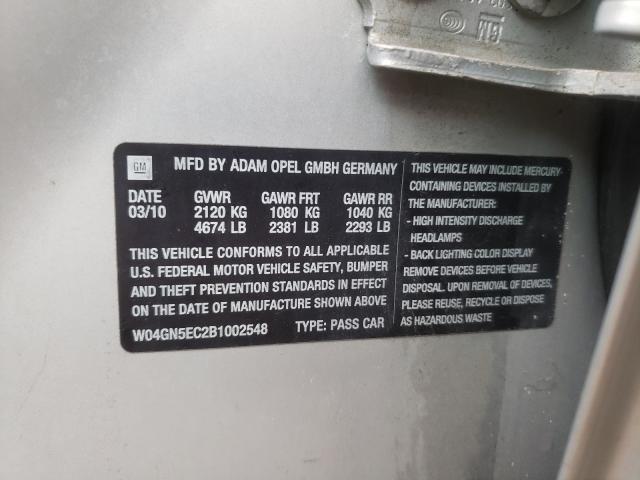 GM
GM
MFD BY ADAM OPEL GMBH GERMANY
DATE GVWR GAWR FRT GAWR RR
03/10 2120 KG 1080 KG 1040 KG
4674 LB 2381 LB 2293 LB
THIS VEHICLE CONFORMS TO ALL APPLICABLE
U.S. FEDERAL MOTOR VEHICLE SAFETY, BUMPER
AND THEFT PREVENTION STANDARDS IN EFFECT
ON THE DATE OF MANUFACTURE SHOWN ABOVE
W04GN5EC2B1002548 TYPE: PASS CAR
THIS VEHICLE MAY INCLUDE MERCURY-
CONTAINING DEVICES INSTALLED BY
THE MANUFACTURER:
- HIGH INTENSITY DISCHARGE
HEADLAMPS
- BACK LIGHTING COLOR DISPLAY
REMOVE DEVICES BEFORE VEHICLE
DISPOSAL. UPON REMOVAL OF DEVICES,
PLEASE REUSE, RECYCLE OR DISPOSE
AS HAZARDOUS WASTE